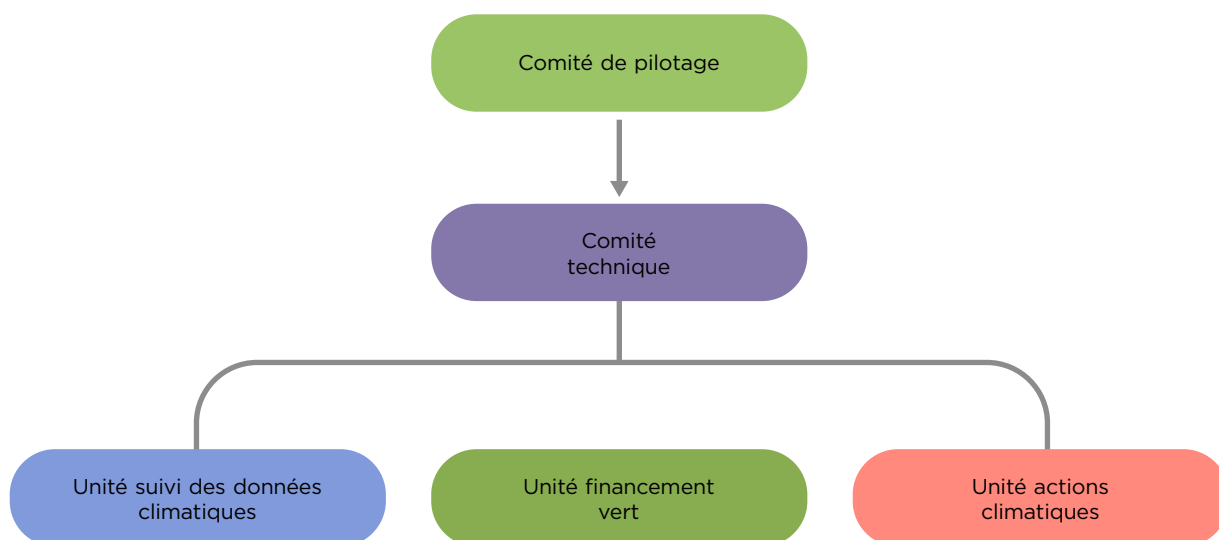 Comité de pilotage
Comité
technique
Unité suivi des données
climatiques
Unité financement
vert
Unité actions
climatiques